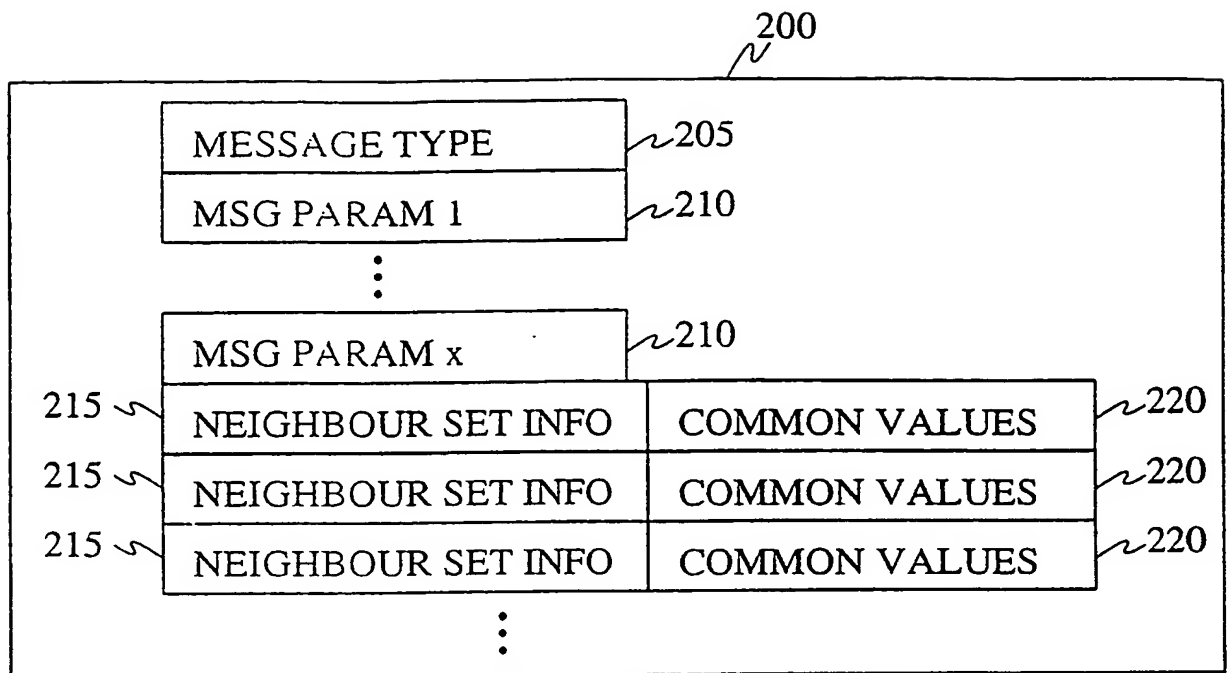 200
MESSAGE TYPE 205
MSG PARAM 1 210
MSG PARAM x 210
215 NEIGHBOUR SET INFO COMMON VALUES 220
215 NEIGHBOUR SET INFO COMMON VALUES 220
215 NEIGHBOUR SET INFO COMMON VALUES 220